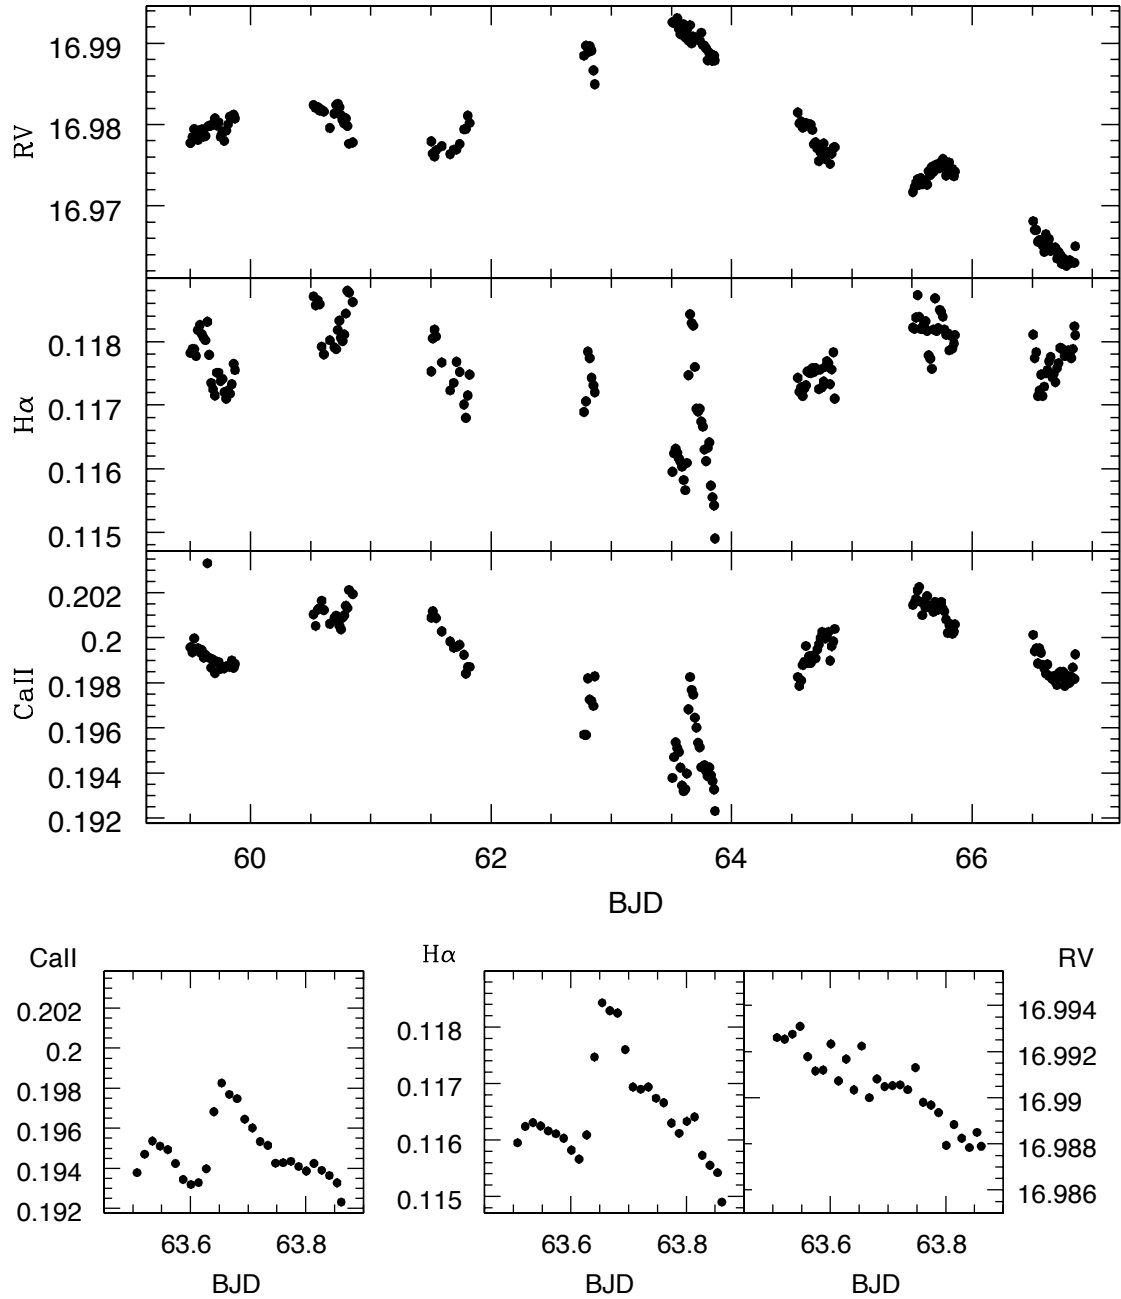 RV
16.99
16.98
16.97
Hα
0.118
0.117
0.116
0.115
CaII
0.202
0.2
0.198
0.196
0.194
0.192
60 62 64 66
BJD
CaII
0.202
0.2
0.198
0.196
0.194
0.192
63.6 63.8
BJD
Hα
0.118
0.117
0.116
0.115
63.6 63.8
BJD
RV
16.994
16.992
16.99
16.988
16.986
63.6 63.8
BJD